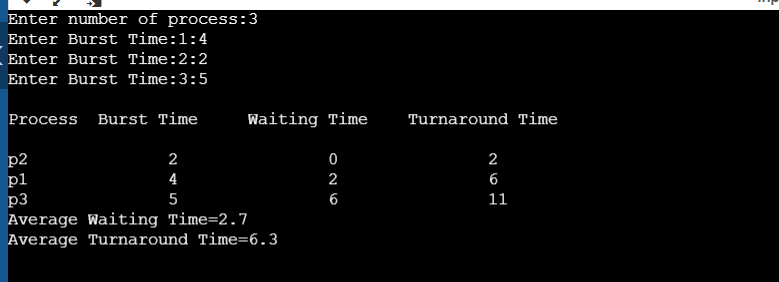 Enter number of process:3
Enter Burst Time:1:4
Enter Burst Time:2:2
Enter Burst Time:3:5
Process Burst Time Waiting Time Turnaround Time
p2 2 0 2
p1 4 2 6
p3 5 6 11
Average Waiting Time=2.7
Average Turnaround Time=6.3